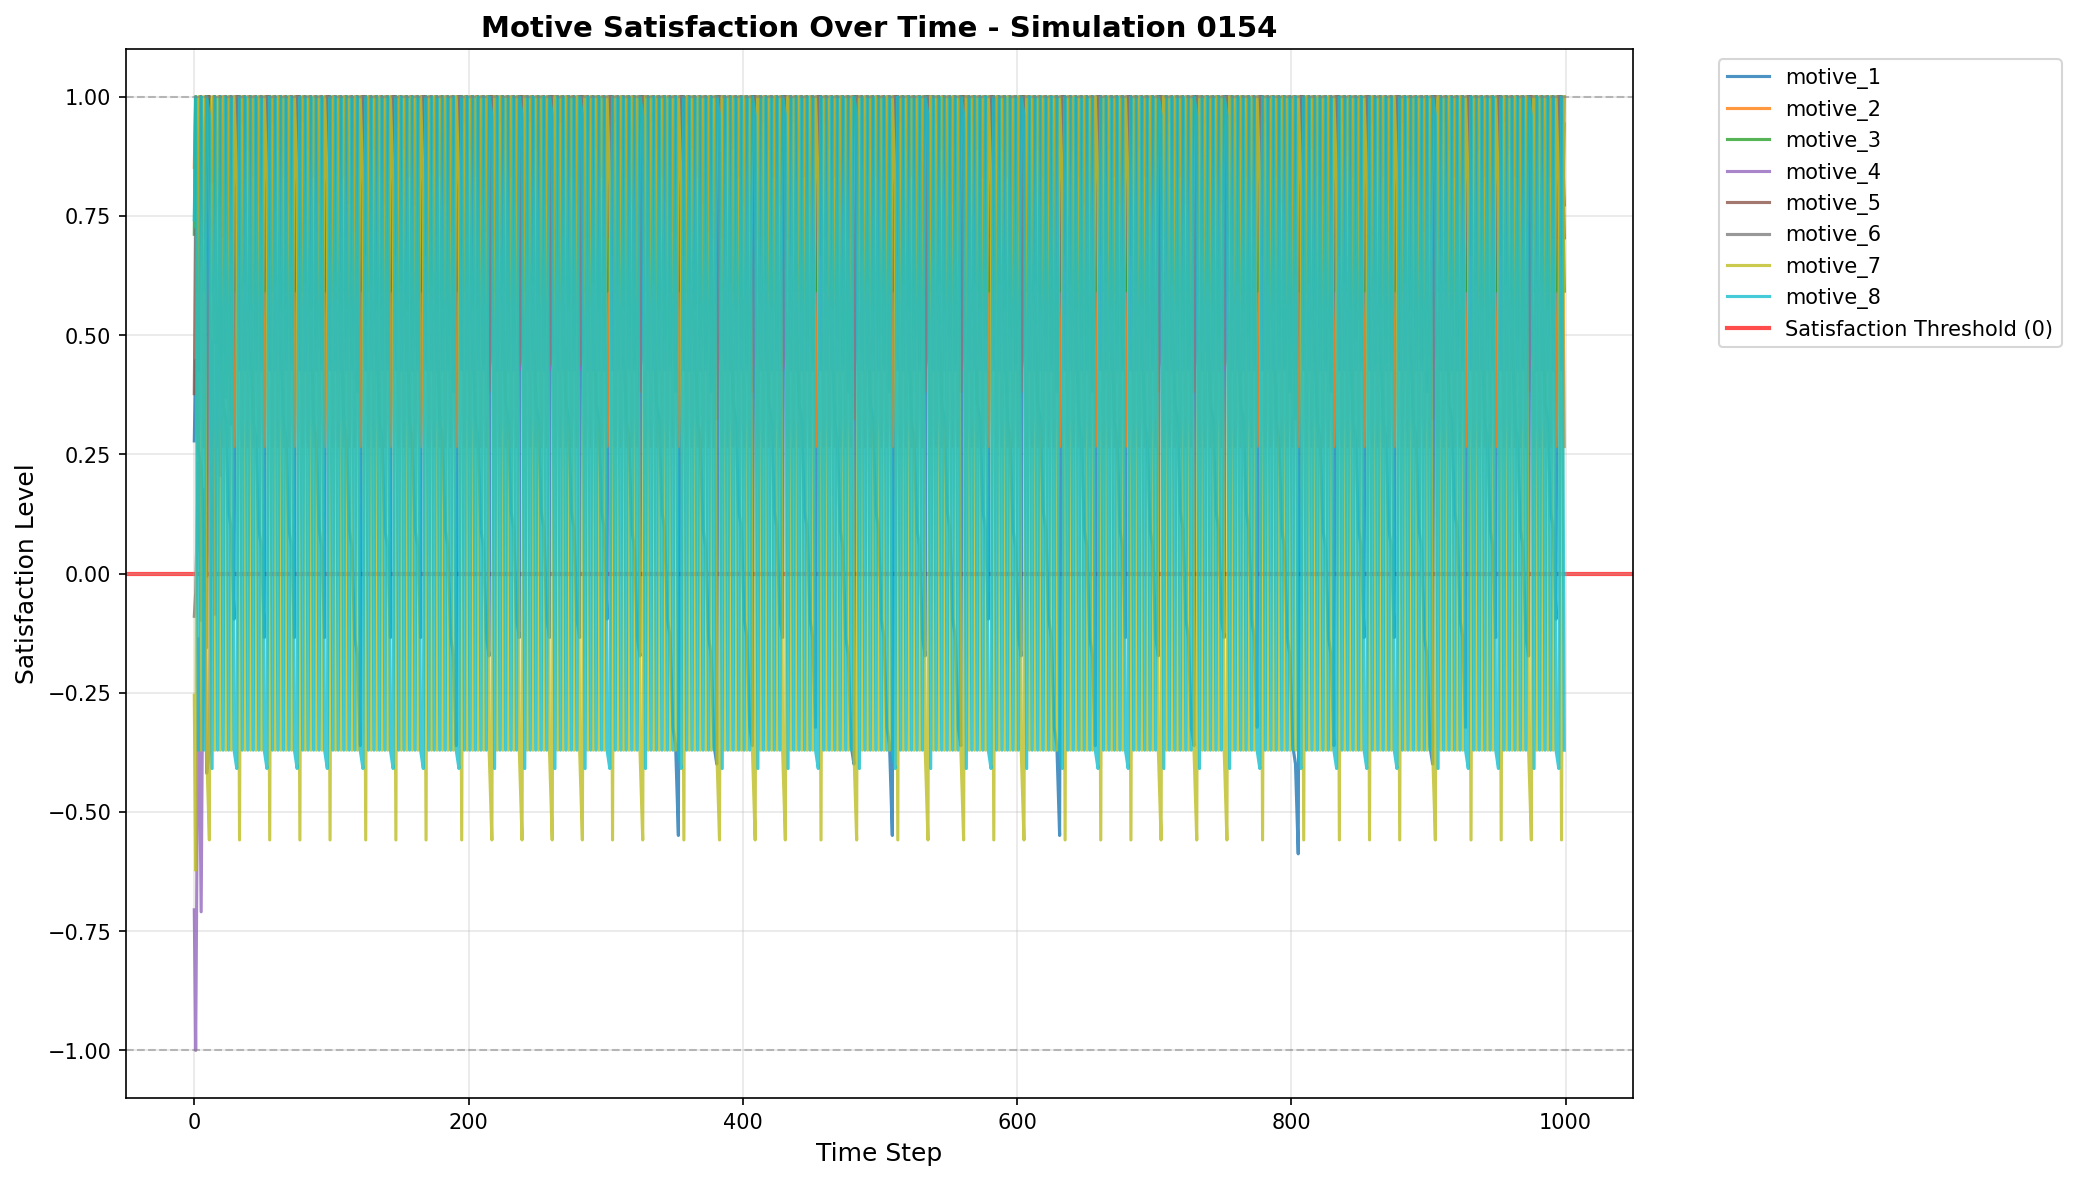 Motive Satisfaction Over Time - Simulation 0154
1.00
0.75
0.50
0.25
0.00
−0.25
−0.50
−0.75
−1.00
Satisfaction Level
0
200
400
600
800
1000
Time Step
motive_1
motive_2
motive_3
motive_4
motive_5
motive_6
motive_7
motive_8
Satisfaction Threshold (0)